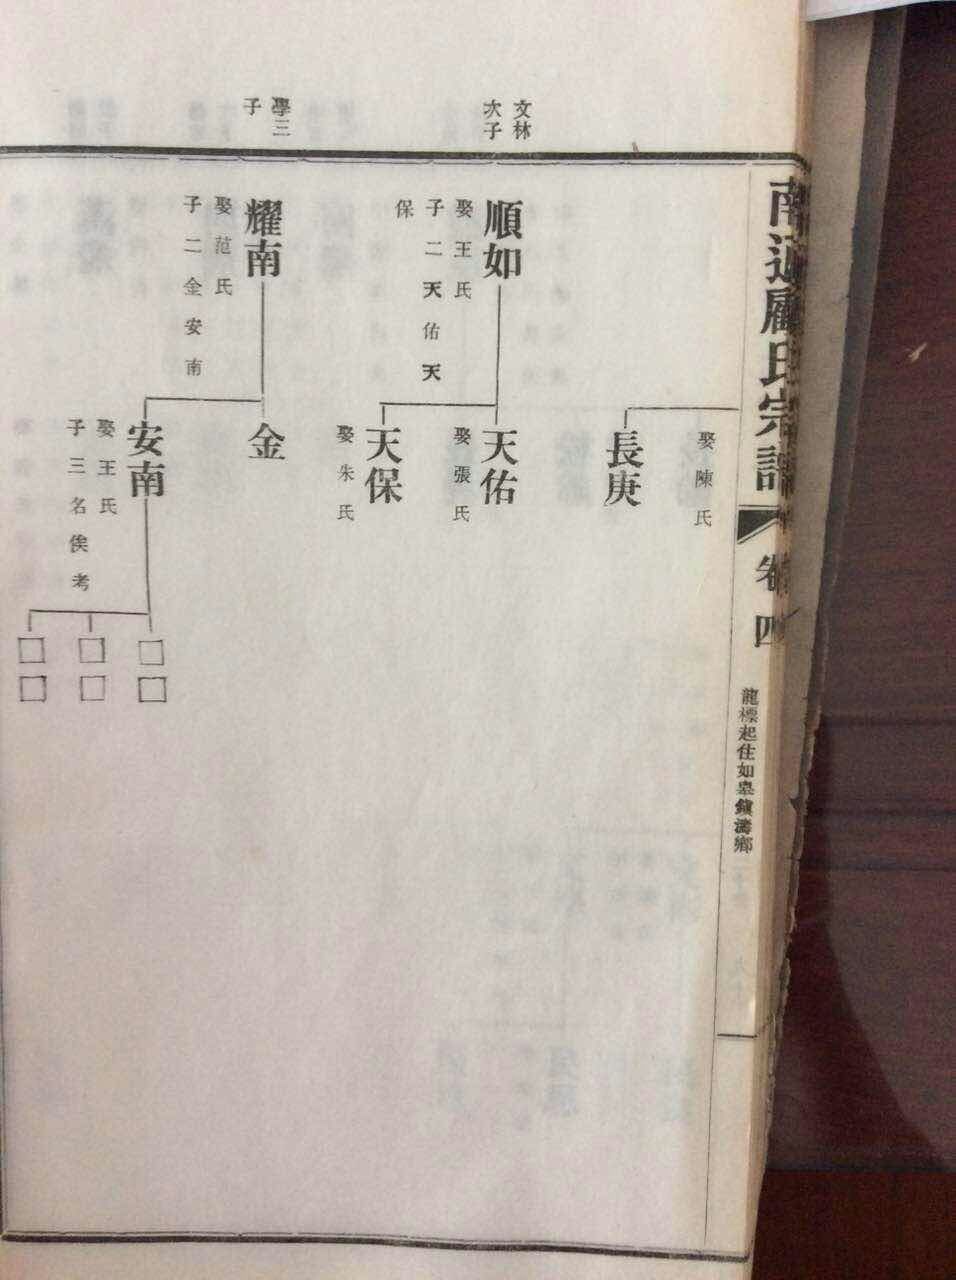 南通顧氏宗譜
卷四
龍標起住如皋鎮濤鄉
娶陳氏
長庚
文林
次子
順如
娶王氏
子二天佑天
保
天佑
娶張氏
天保
娶朱氏
學三
子
耀南
娶范氏
子二金安南
金
安南
娶王氏
子三名俟考
□□
□□
□□